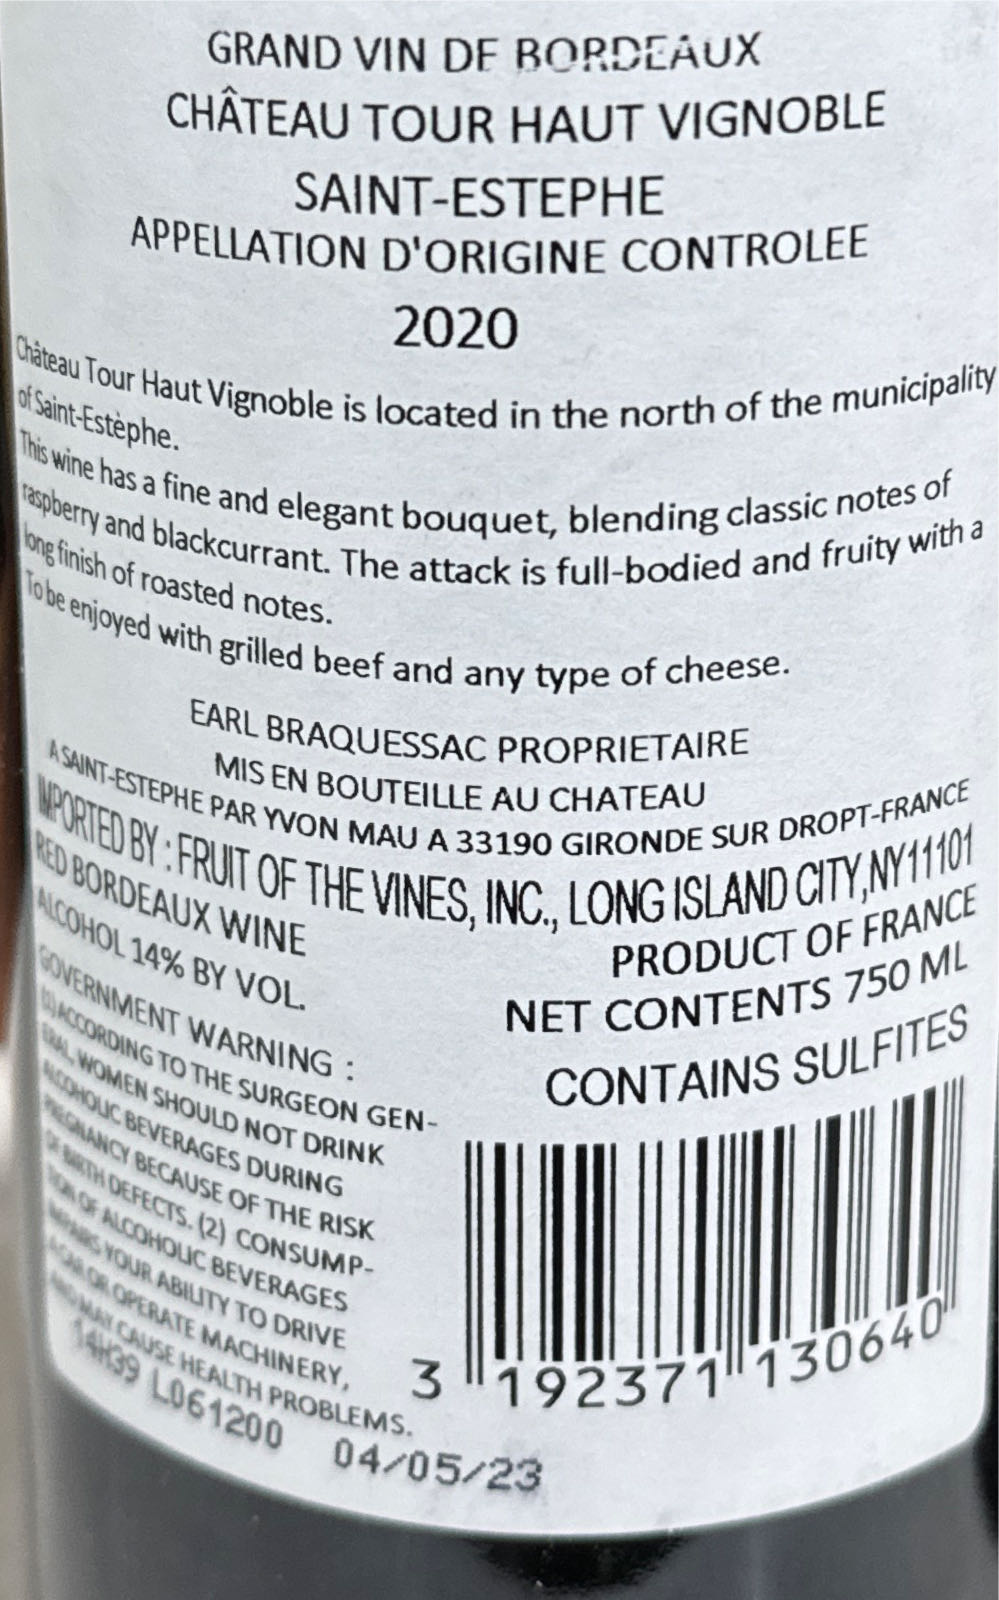 GRAND VIN DE BORDEAUX
CHÂTEAU TOUR HAUT VIGNOBLE
SAINT-ESTEPHE
APPELLATION D'ORIGINE CONTROLEE
2020
Château Tour Haut Vignoble is located in the north of the municipality
of Saint-Estèphe.
This wine has a fine and elegant bouquet, blending classic notes of
raspberry and blackcurrant. The attack is full-bodied and fruity with a
long finish of roasted notes.
To be enjoyed with grilled beef and any type of cheese.
EARL BRAQUESSAC PROPRIETAIRE
MIS EN BOUTEILLE AU CHATEAU
A SAINT-ESTEPHE PAR YVON MAU A 33190 GIRONDE SUR DROPT-FRANCE
IMPORTED BY : FRUIT OF THE VINES, INC., LONG ISLAND CITY,NY11101
RED BORDEAUX WINE
ALCOHOL 14% BY VOL.
PRODUCT OF FRANCE
NET CONTENTS 750 ML
CONTAINS SULFITES
GOVERNMENT WARNING :
(1) ACCORDING TO THE SURGEON GEN-
ERAL, WOMEN SHOULD NOT DRINK
ALCOHOLIC BEVERAGES DURING
PREGNANCY BECAUSE OF THE RISK
OF BIRTH DEFECTS. (2) CONSUMP-
TION OF ALCOHOLIC BEVERAGES
IMPAIRS YOUR ABILITY TO DRIVE
A CAR OR OPERATE MACHINERY,
AND MAY CAUSE HEALTH PROBLEMS.
3 192371 130640
14H39 L061200 04/05/23